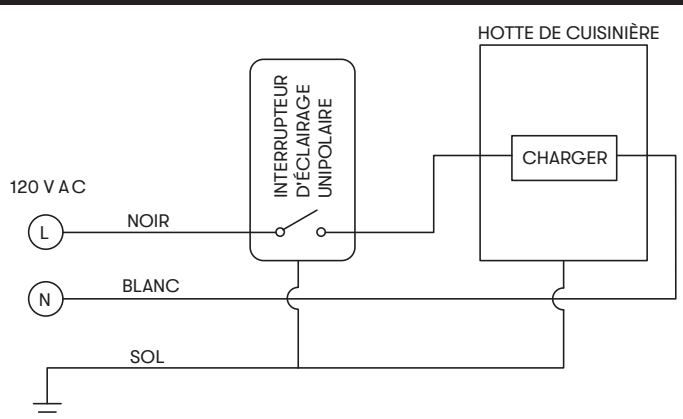 HOTTE DE CUISINIÈRE
INTERRUPTEUR
D'ÉCLAIRAGE
UNIPOLAIRE
CHARGER
120 V AC
L
NOIR
N
BLANC
SOL